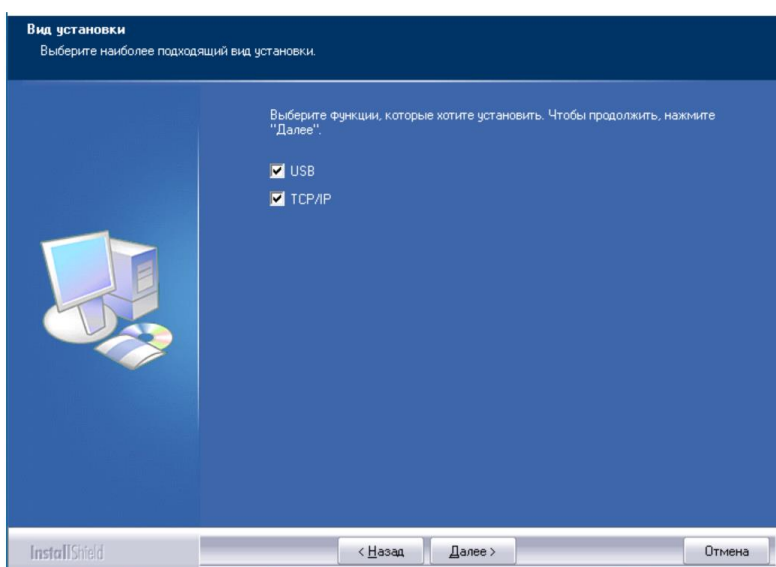 Вид установки
Выберите наиболее подходящий вид установки.
Выберите функции, которые хотите установить. Чтобы продолжить, нажмите
"Далее".
USB
TCP/IP
InstallShield
< Назад
Далее >
Отмена